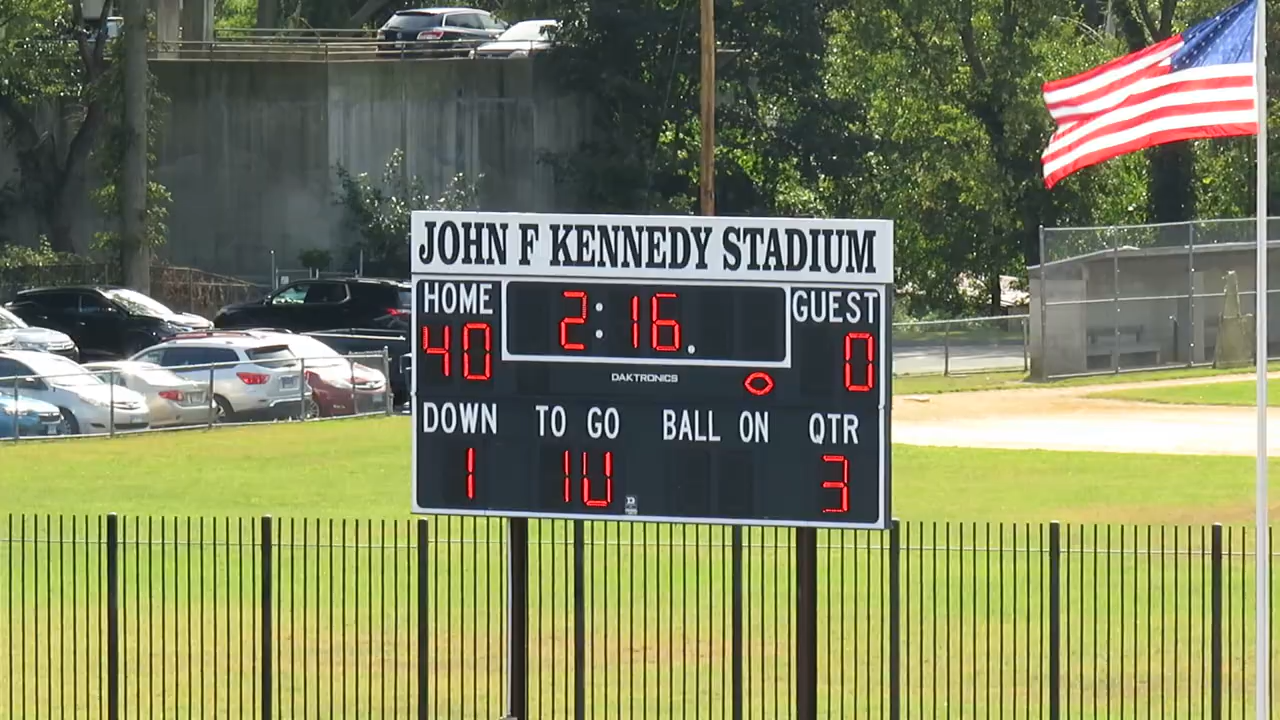 JOHN F KENNEDY STADIUM
HOME 2:16. GUEST
40 0
DAKTRONICS
DOWN TO GO BALL ON QTR
1 10 3